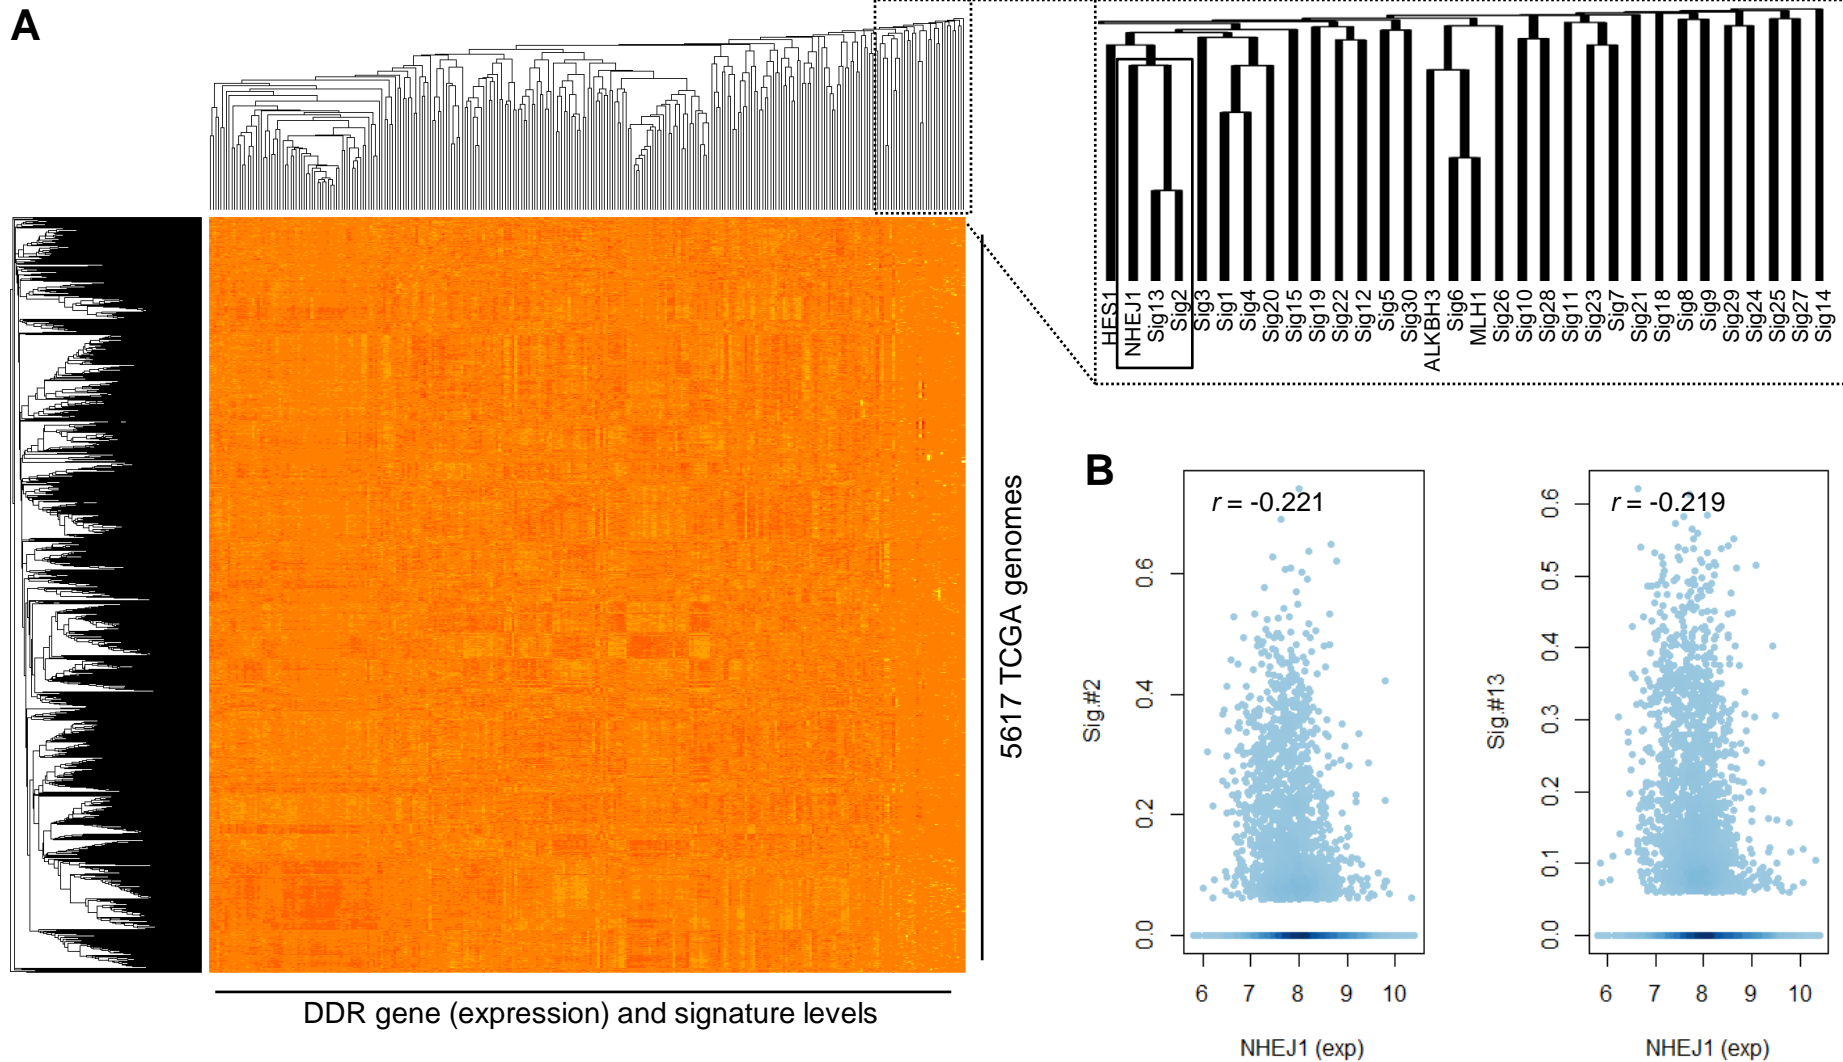 A
HES1
NHEJ1
Sig13
Sig2
Sig3
Sig1
Sig4
Sig20
Sig15
Sig19
Sig22
Sig12
Sig5
Sig30
ALKBH3
Sig6
MLH1
Sig26
Sig10
Sig28
Sig11
Sig23
Sig7
Sig21
Sig18
Sig8
Sig9
Sig29
Sig24
Sig25
Sig27
Sig14
5617 TCGA genomes
DDR gene (expression) and signature levels
B
r = -0.221
Sig.#2
0.6
0.4
0.2
0.0
6 7 8 9 10
NHEJ1 (exp)
r = -0.219
Sig.#13
0.6
0.5
0.4
0.3
0.2
0.1
0.0
6 7 8 9 10
NHEJ1 (exp)